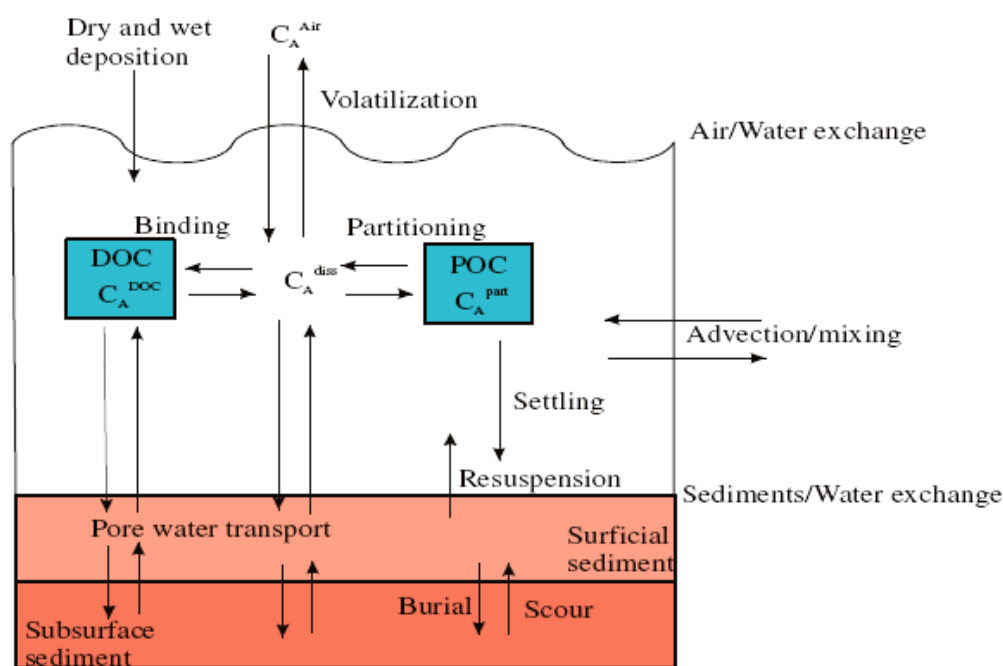 Dry and wet
deposition
C_A^Air
Volatilization
Air/Water exchange
Binding
Partitioning
DOC
C_A^DOC
C_A^diss
POC
C_A^part
Advection/mixing
Settling
Resuspension
Sediments/Water exchange
Pore water transport
Surficial
sediment
Burial
Scour
Subsurface
sediment